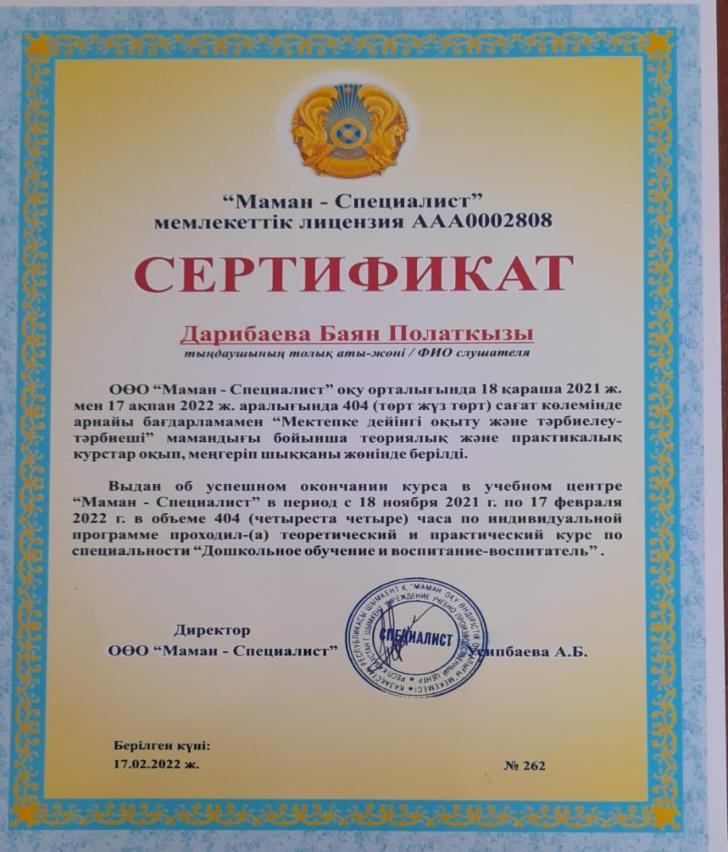 “Маман - Специалист”
мемлекеттік лицензия ААА0002808
СЕРТИФИКАТ
Дарибаева Баян Полаткызы
тыңдаушының толық аты-жөні / ФИО слушателя
ОӨО “Маман - Специалист” оқу орталығында 18 қараша 2021 ж.
мен 17 ақпан 2022 ж. аралығында 404 (төрт жүз төрт) сағат көлемінде
арнайы бағдарламамен “Мектепке дейінгі оқыту және тәрбиелеу-
тәрбиеші” мамандығы бойынша теориялық және практикалық
курстар оқып, меңгеріп шыққаны жөнінде берілді.
Выдан об успешном окончании курса в учебном центре
“Маман - Специалист” в период с 18 ноября 2021 г. по 17 февраля
2022 г. в объеме 404 (четыреста четыре) часа по индивидуальной
программе проходил-(а) теоретический и практический курс по
специальности “Дошкольное обучение и воспитание-воспитатель” .
Директор
ОӨО “Маман - Специалист”
СПЕЦИАЛИСТ
А.Б.
Берілген күні:
17.02.2022 ж.
№ 262